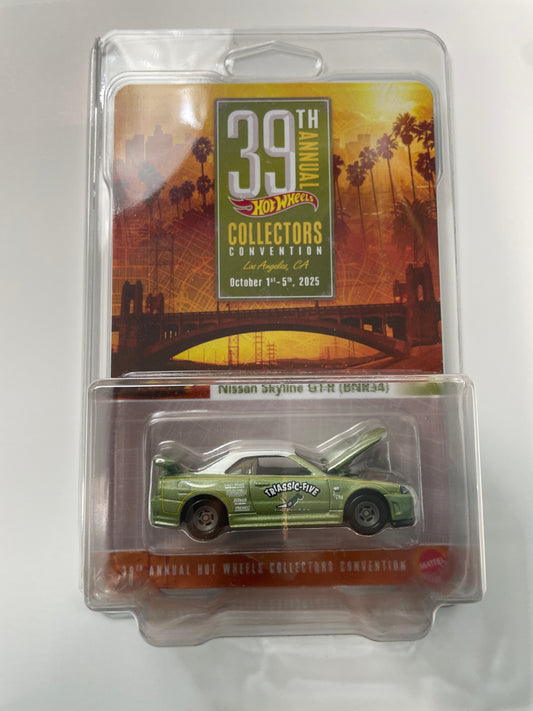 39TH
ANNUAL
HOT WHEELS
COLLECTORS
CONVENTION
Los Angeles, CA
October 1st-5th, 2025
Nissan Skyline GT-R (BNR34)
TRIASSIC-FIVE
39TH ANNUAL HOT WHEELS COLLECTORS CONVENTION
MATTEL